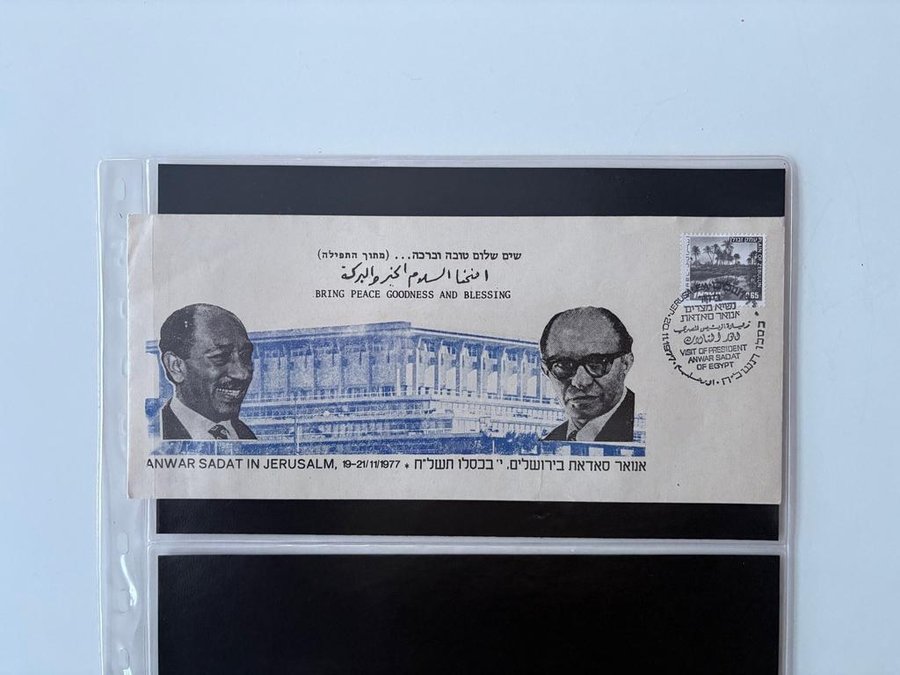 שים שלום טובה וברכה... (מתוך התפילה)
امنحنا السلام الخير والبركة
BRING PEACE GOODNESS AND BLESSING
0.65
נשיא מצרים
אנואר סאדאת
VISIT OF PRESIDENT
ANWAR SADAT
OF EGYPT
ANWAR SADAT IN JERUSALM, 19-21/11/1977 * אנואר סאדאת בירושלים, י' בכסלו תשל"ח